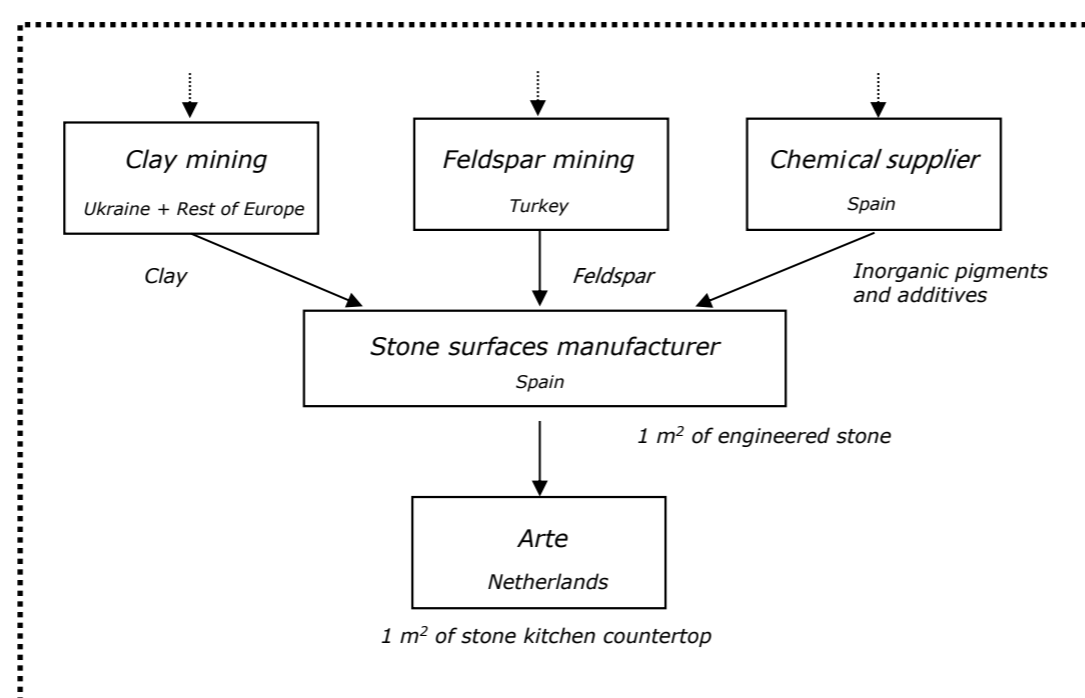 Clay mining
Ukraine + Rest of Europe
Feldspar mining
Turkey
Chemical supplier
Spain
Clay
Feldspar
Inorganic pigments
and additives
Stone surfaces manufacturer
Spain
1 m² of engineered stone
Arte
Netherlands
1 m² of stone kitchen countertop